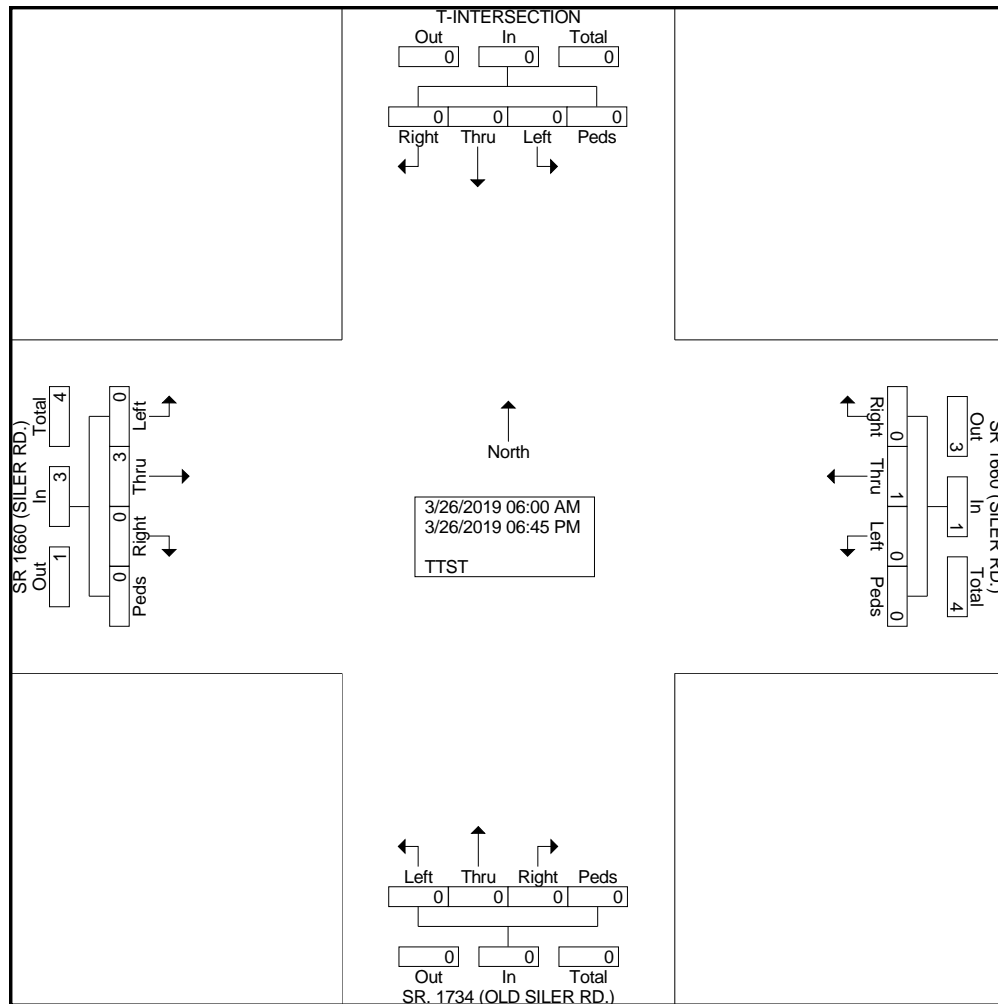 T-INTERSECTION
Out In Total
0 0 0
0 0 0 0
Right Thru Left Peds
SR 1660 (SILER RD.)
Total In Out
4 3 1
0 3 0 0
Left Thru Right Peds
North
3/26/2019 06:00 AM
3/26/2019 06:45 PM
TTST
Right Thru Left Peds
0 1 0 0
Out In Total
3 1 4
SR 1660 (SILER RD.)
Left Thru Right Peds
0 0 0 0
0 0 0
Out In Total
SR. 1734 (OLD SILER RD.)